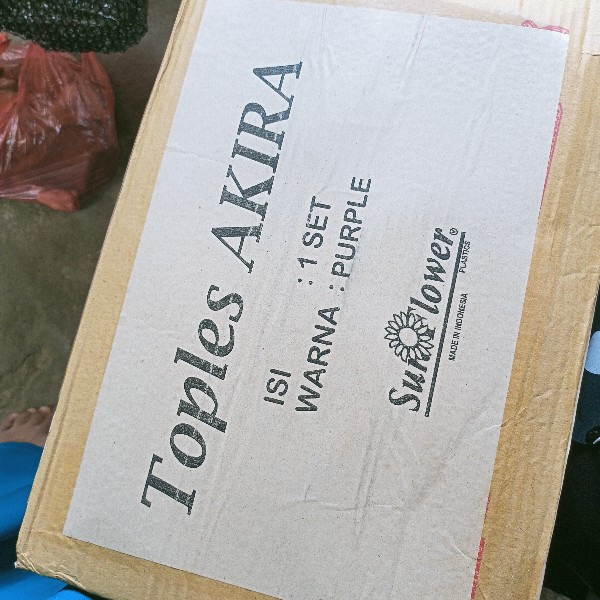 Toples AKIRA
ISI : 1 SET
WARNA : PURPLE
Sunflower®
MADE IN INDONESIA PLASTICS